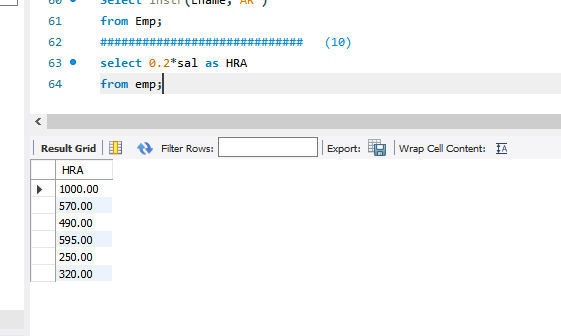 60 Select Instr(Ename,'AR')
61 from Emp;
62 ############################# (10)
63 select 0.2*sal as HRA
64 from emp;
Result Grid Filter Rows: Export: Wrap Cell Content: IA
HRA
1000.00
570.00
490.00
595.00
250.00
320.00